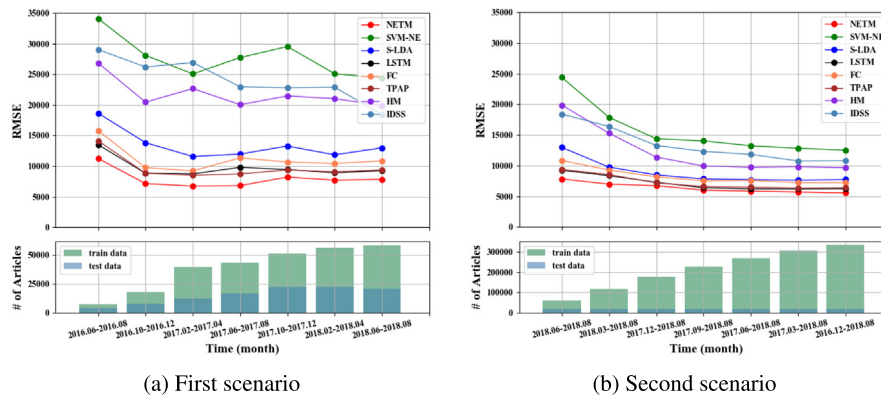 35000
30000
25000
20000
15000
10000
5000
0
RMSE
NETM
SVM-NE
S-LDA
LSTM
FC
TPAP
HM
IDSS
50000
25000
0
# of Articles
train data
test data
2016.06-2016.08
2016.10-2016.12
2017.02-2017.04
2017.06-2017.08
2017.10-2017.12
2018.02-2018.04
2018.06-2018.08
Time (month)
(a) First scenario
35000
30000
25000
20000
15000
10000
5000
0
RMSE
NETM
SVM-NE
S-LDA
LSTM
FC
TPAP
HM
IDSS
300000
200000
100000
0
# of Articles
train data
test data
2018.06-2018.08
2018.03-2018.08
2017.12-2018.08
2017.09-2018.08
2017.06-2018.08
2017.03-2018.08
2016.12-2018.08
Time (month)
(b) Second scenario